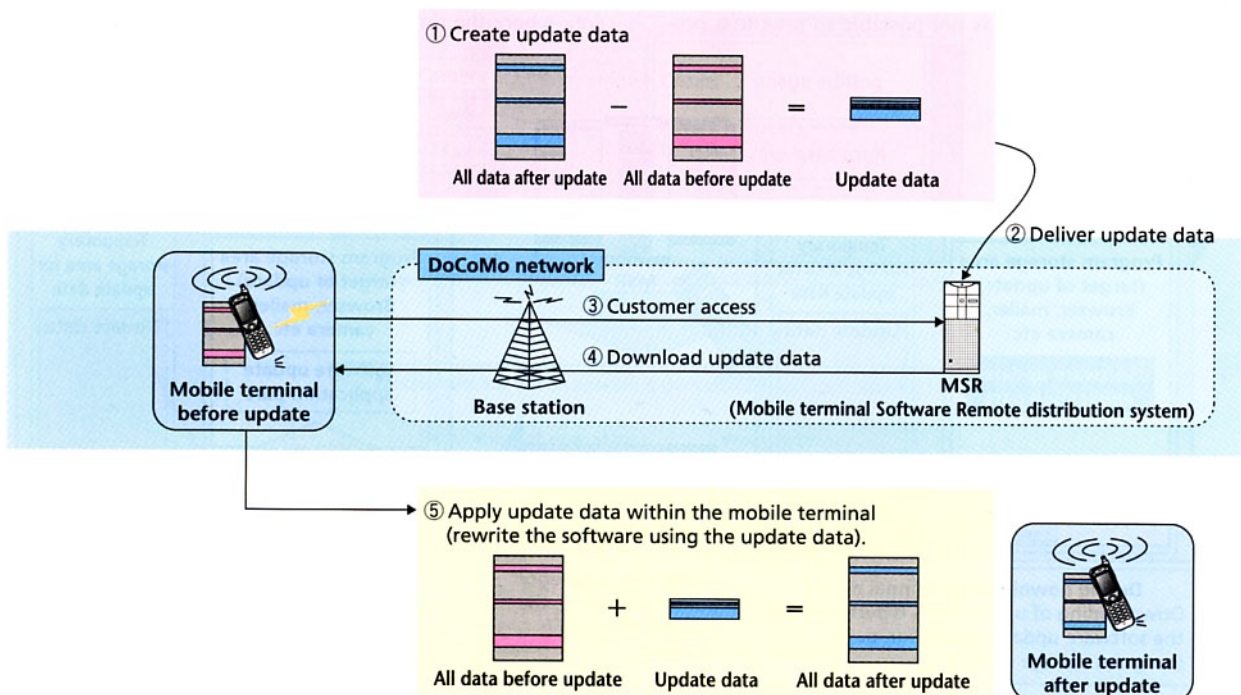 ① Create update data
−
=
All data after update
All data before update
Update data
② Deliver update data
DoCoMo network
③ Customer access
④ Download update data
Mobile terminal
before update
Base station
MSR
(Mobile terminal Software Remote distribution system)
⑤ Apply update data within the mobile terminal
(rewrite the software using the update data).
+
=
All data before update
Update data
All data after update
Mobile terminal
after update